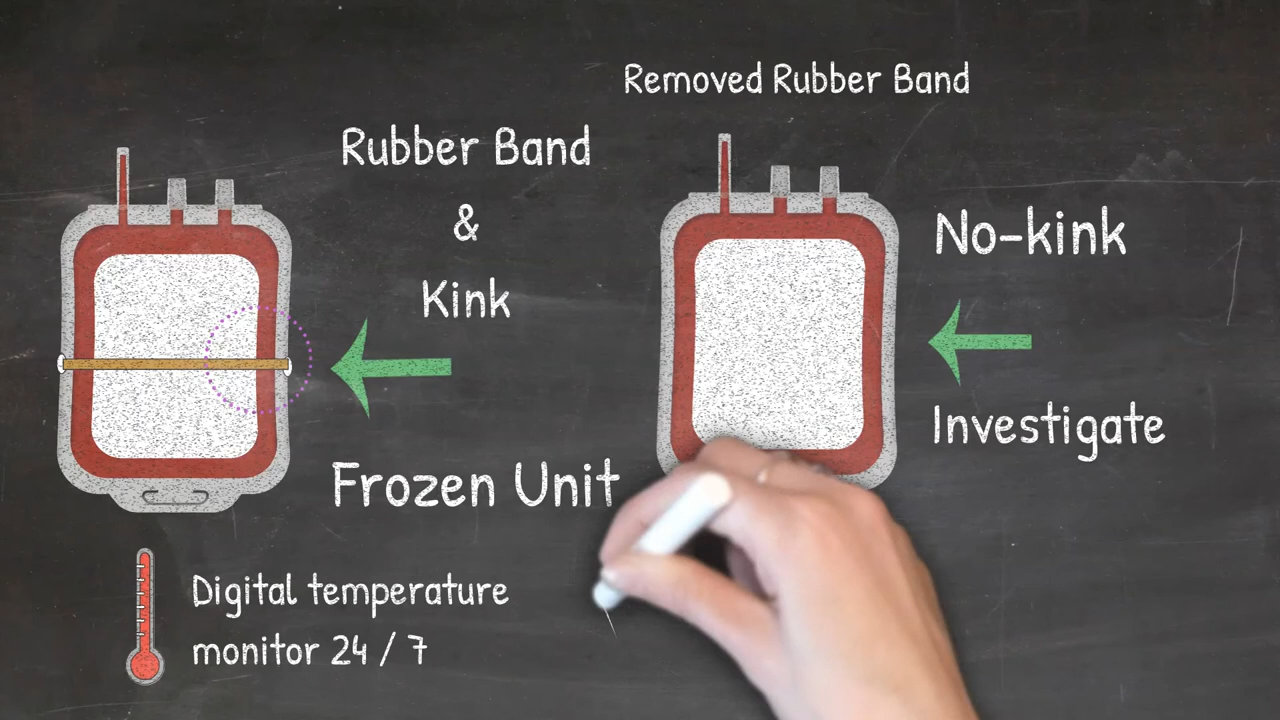 Removed Rubber Band
Rubber Band
&
Kink
No-kink
Investigate
Frozen Unit
Digital temperature
monitor 24 / 7